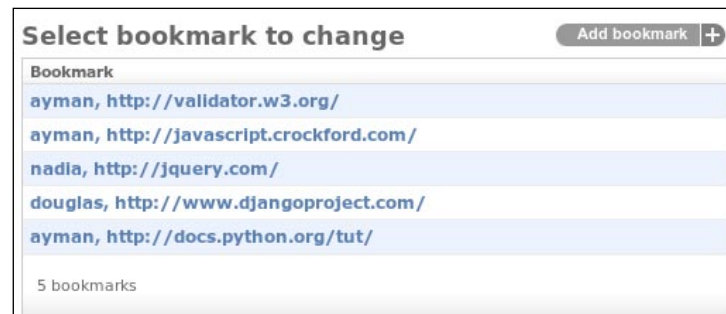 Select bookmark to change
Add bookmark +
Bookmark
ayman, http://validator.w3.org/
ayman, http://javascript.crockford.com/
nadia, http://jquery.com/
douglas, http://www.djangoproject.com/
ayman, http://docs.python.org/tut/
5 bookmarks